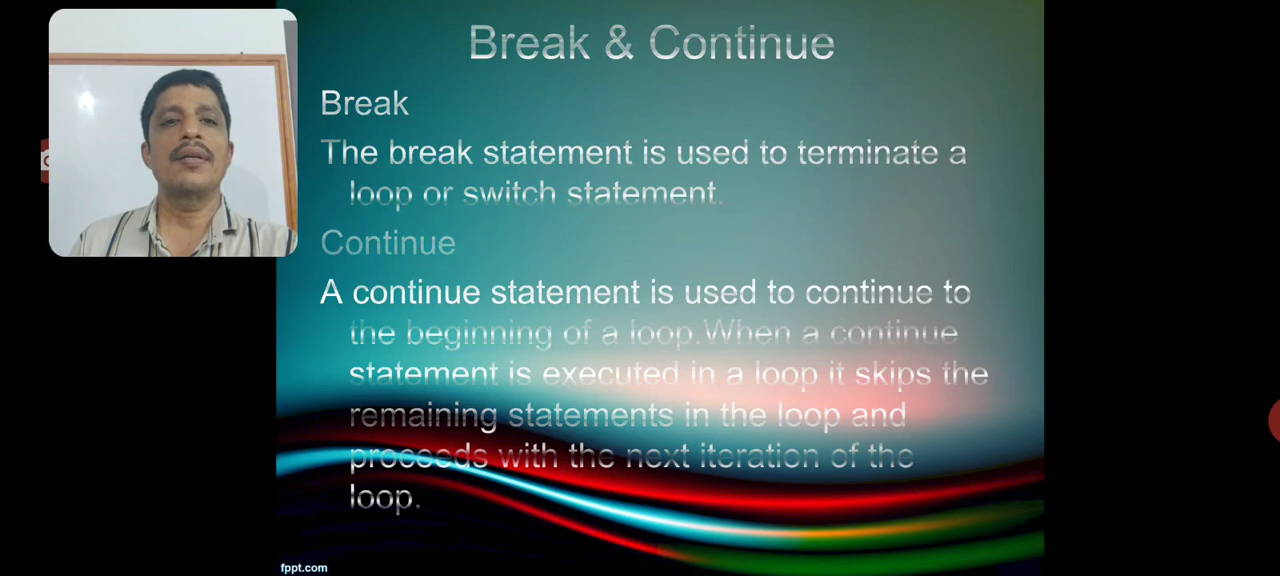 Break & Continue
Break
The break statement is used to terminate a
loop or switch statement.
Continue
A continue statement is used to continue to
the beginning of a loop.When a continue
statement is executed in a loop it skips the
remaining statements in the loop and
proceeds with the next iteration of the
loop.
fppt.com